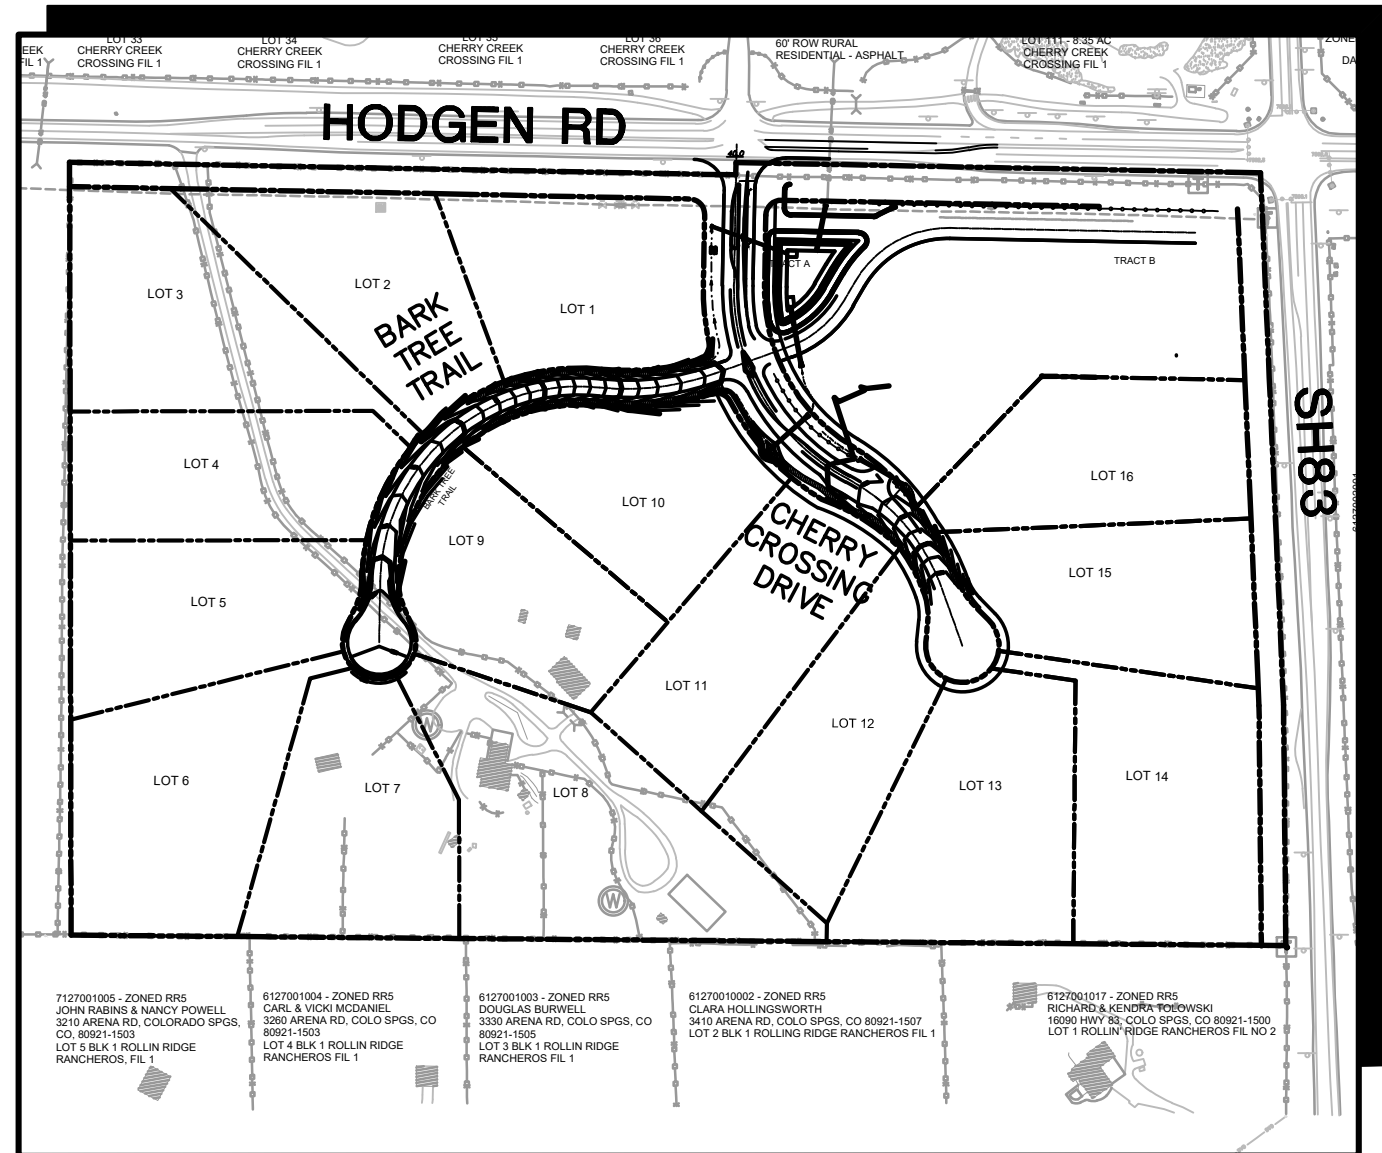 LOT 33
CHERRY CREEK
CROSSING FIL 1
LOT 34
CHERRY CREEK
CROSSING FIL 1
LOT 35
CHERRY CREEK
CROSSING FIL 1
LOT 36
CHERRY CREEK
CROSSING FIL 1
60' ROW RURAL
RESIDENTIAL - ASPHALT
LOT 111 - 8.35 AC
CHERRY CREEK
CROSSING FIL 1
ZONE
DA
EEK
FIL 1
HODGEN RD
40.0
LOT 3
LOT 2
LOT 1
TRACT A
TRACT B
BARK
TREE
TRAIL
SH83
LOT 4
BARK TREE
TRAIL
LOT 10
LOT 16
LOT 9
CHERRY
CROSSING
DRIVE
LOT 15
LOT 5
LOT 11
LOT 12
W
LOT 6
LOT 7
LOT 8
LOT 13
LOT 14
W
7127001005 - ZONED RR5
JOHN RABINS & NANCY POWELL
3210 ARENA RD, COLORADO SPGS,
CO, 80921-1503
LOT 5 BLK 1 ROLLIN RIDGE
RANCHEROS, FIL 1
6127001004 - ZONED RR5
CARL & VICKI MCDANIEL
3260 ARENA RD, COLO SPGS, CO
80921-1503
LOT 4 BLK 1 ROLLIN RIDGE
RANCHEROS FIL 1
6127001003 - ZONED RR5
DOUGLAS BURWELL
3330 ARENA RD, COLO SPGS, CO
80921-1505
LOT 3 BLK 1 ROLLIN RIDGE
RANCHEROS FIL 1
61270010002 - ZONED RR5
CLARA HOLLINGSWORTH
3410 ARENA RD, COLO SPGS, CO 80921-1507
LOT 2 BLK 1 ROLLING RIDGE RANCHEROS FIL 1
6127001017 - ZONED RR5
RICHARD & KENDRA TOLOWSKI
16090 HWY 83, COLO SPGS, CO 80921-1500
LOT 1 ROLLIN' RIDGE RANCHEROS FIL NO 2